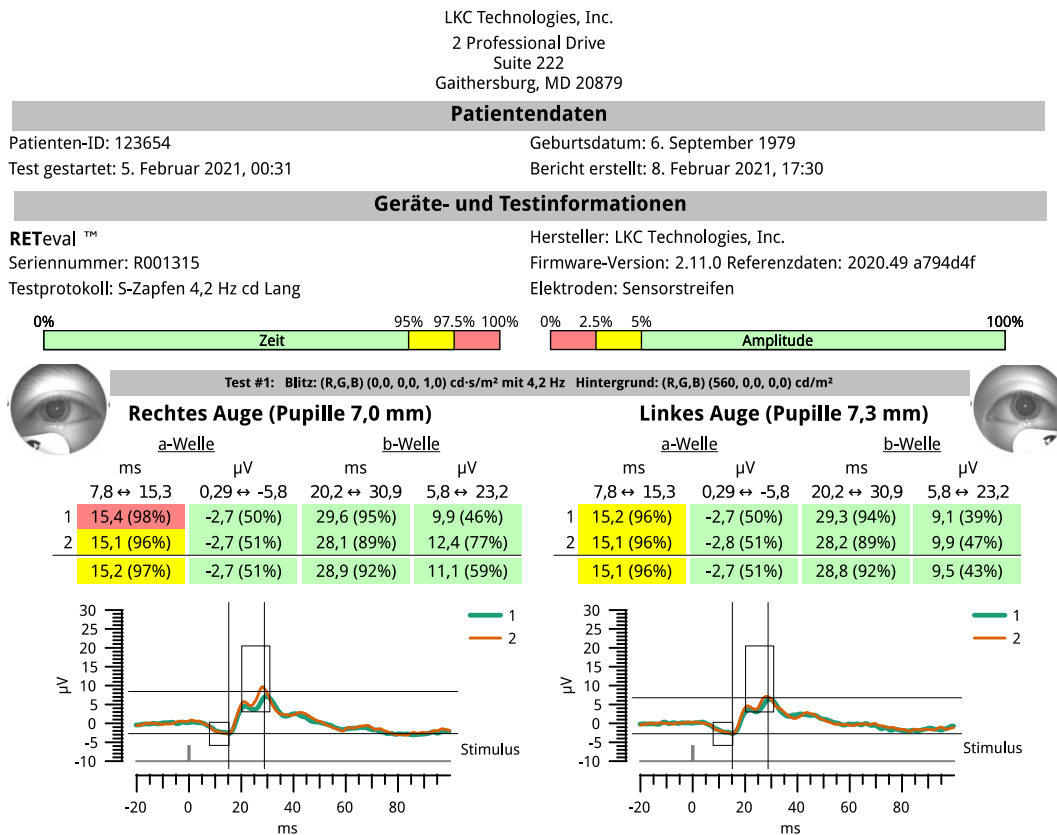 LKC Technologies, Inc.
2 Professional Drive
Suite 222
Gaithersburg, MD 20879
Patientendaten
Patienten-ID: 123654 Geburtsdatum: 6. September 1979
Test gestartet: 5. Februar 2021, 00:31 Bericht erstellt: 8. Februar 2021, 17:30
Geräte- und Testinformationen
RETeval ™ Hersteller: LKC Technologies, Inc.
Seriennummer: R001315 Firmware-Version: 2.11.0 Referenzdaten: 2020.49 a794d4f
Testprotokoll: S-Zapfen 4,2 Hz cd Lang Elektroden: Sensorstreifen
0% 95% 97.5% 100% 0% 2.5% 5% 100%
Zeit Amplitude
Test #1: Blitz: (R,G,B) (0,0, 0,0, 1,0) cd·s/m² mit 4,2 Hz Hintergrund: (R,G,B) (560, 0,0, 0,0) cd/m²
Rechtes Auge (Pupille 7,0 mm) Linkes Auge (Pupille 7,3 mm)
a-Welle b-Welle a-Welle b-Welle
ms µV ms µV ms µV ms µV
7,8 ↔ 15,3 0,29 ↔ -5,8 20,2 ↔ 30,9 5,8 ↔ 23,2 7,8 ↔ 15,3 0,29 ↔ -5,8 20,2 ↔ 30,9 5,8 ↔ 23,2
1 15,4 (98%) -2,7 (50%) 29,6 (95%) 9,9 (46%) 1 15,2 (96%) -2,7 (50%) 29,3 (94%) 9,1 (39%)
2 15,1 (96%) -2,7 (51%) 28,1 (89%) 12,4 (77%) 2 15,1 (96%) -2,8 (51%) 28,2 (89%) 9,9 (47%)
15,2 (97%) -2,7 (51%) 28,9 (92%) 11,1 (59%) 15,1 (96%) -2,7 (51%) 28,8 (92%) 9,5 (43%)
30 1 30 1
25 2 25 2
20 20
15 15
10 10
µV 5 µV 5
0 0
-5 Stimulus -5 Stimulus
-10 -10
-20 0 20 40 60 80 -20 0 20 40 60 80
ms ms